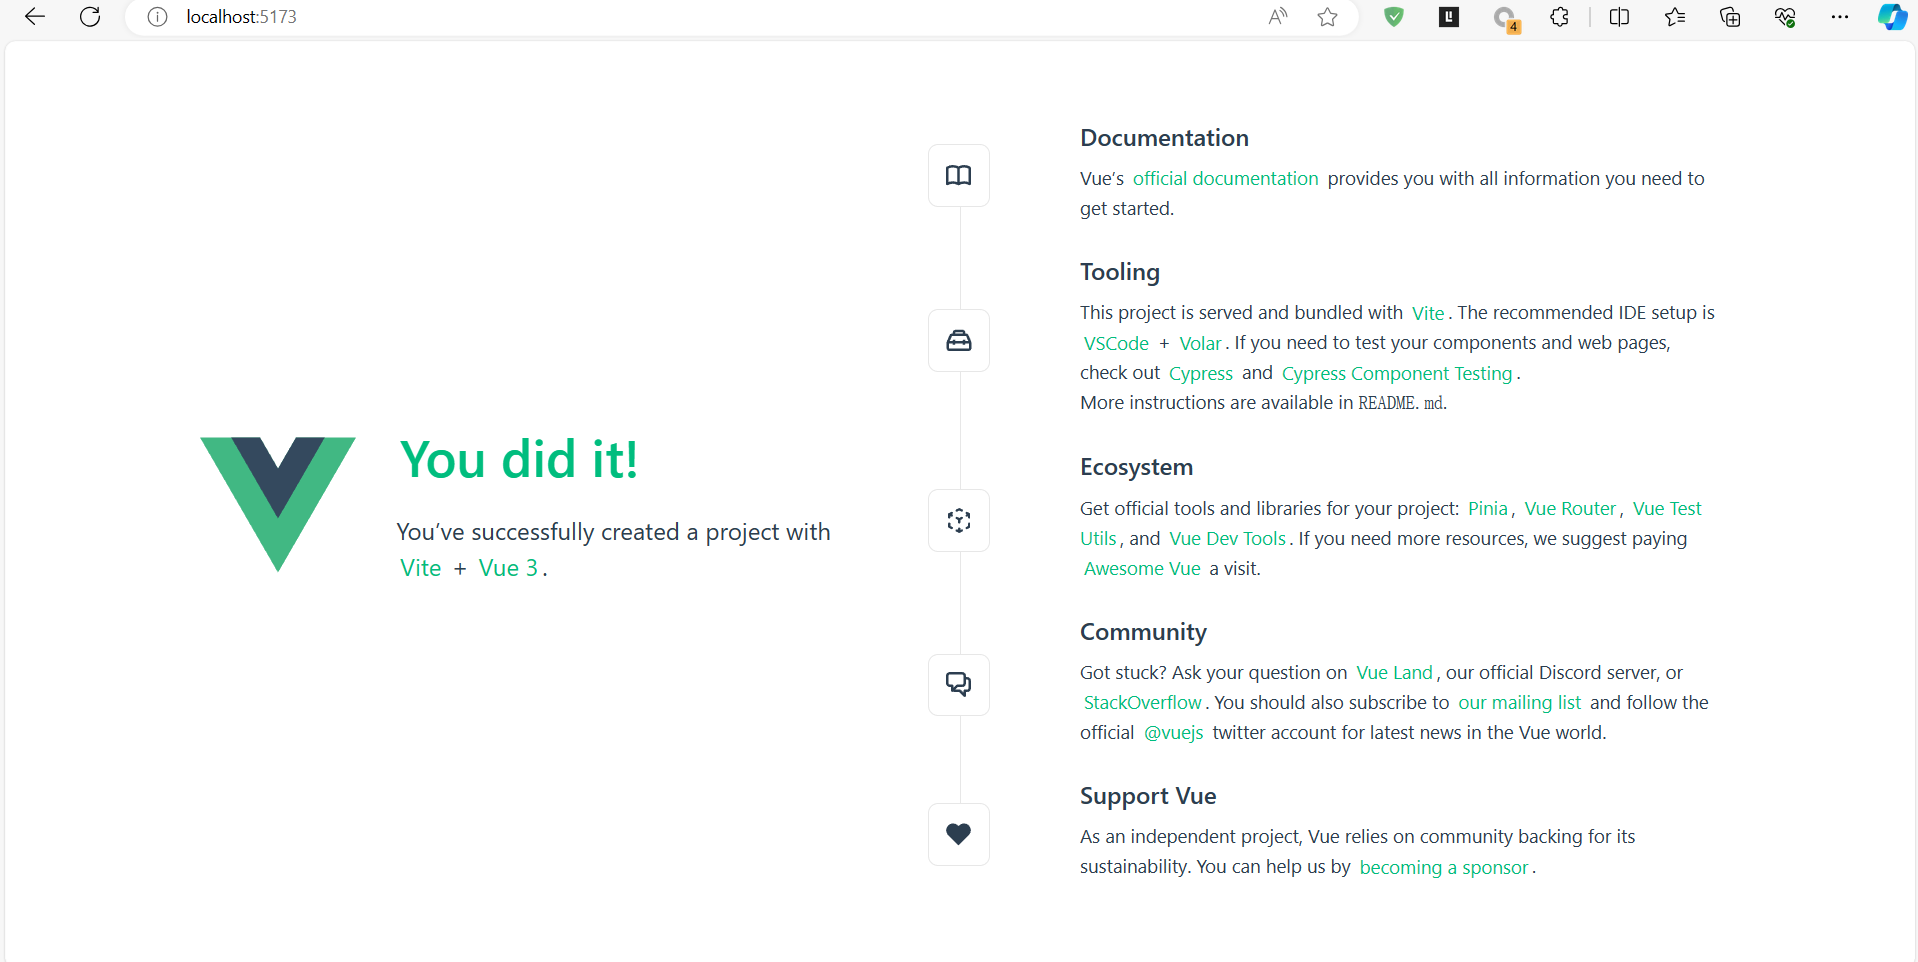 localhost:5173
4
You did it!
You’ve successfully created a project with
Vite + Vue 3.
Documentation
Vue’s official documentation provides you with all information you need to
get started.
Tooling
This project is served and bundled with Vite. The recommended IDE setup is
VSCode + Volar. If you need to test your components and web pages,
check out Cypress and Cypress Component Testing.
More instructions are available in README.md.
Ecosystem
Get official tools and libraries for your project: Pinia, Vue Router, Vue Test
Utils, and Vue Dev Tools. If you need more resources, we suggest paying
Awesome Vue a visit.
Community
Got stuck? Ask your question on Vue Land, our official Discord server, or
StackOverflow. You should also subscribe to our mailing list and follow the
official @vuejs twitter account for latest news in the Vue world.
Support Vue
As an independent project, Vue relies on community backing for its
sustainability. You can help us by becoming a sponsor.